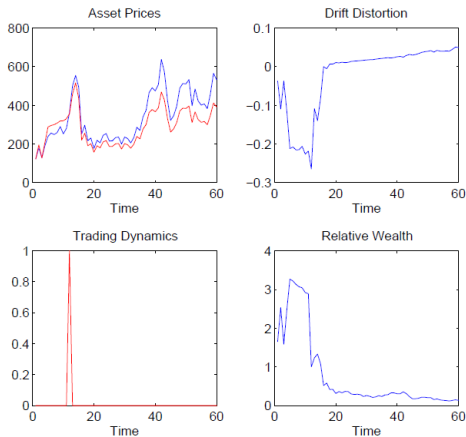 Asset Prices
800
600
400
200
0
0 20 40 60
Time
Drift Distortion
0.1
0
−0.1
−0.2
−0.3
0 20 40 60
Time
Trading Dynamics
1
0.8
0.6
0.4
0.2
0
0 20 40 60
Time
Relative Wealth
4
3
2
1
0
0 20 40 60
Time